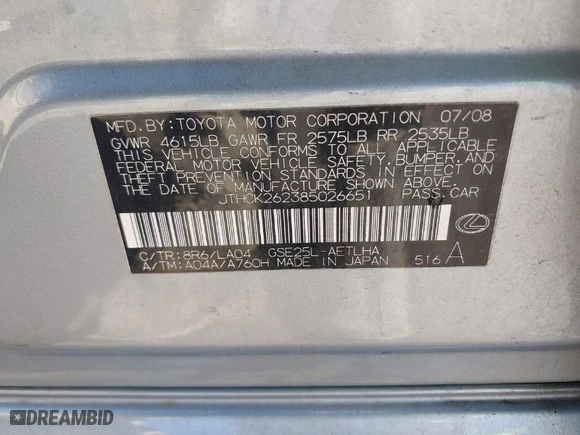 MFD. BY: TOYOTA MOTOR CORPORATION 07/08
GVWR 4615LB GAWR FR 2575LB RR 2535LB
THIS VEHICLE CONFORMS TO ALL APPLICABLE
FEDERAL MOTOR VEHICLE SAFETY, BUMPER, AND
THEFT PREVENTION STANDARDS IN EFFECT ON
THE DATE OF MANUFACTURE SHOWN ABOVE.
JTHCK262385026651 PASS. CAR
C/TR: 8R6/LA04 GSE25L-AETLHA
A/TM: A04A/A760H MADE IN JAPAN 516 A
DREAMBID